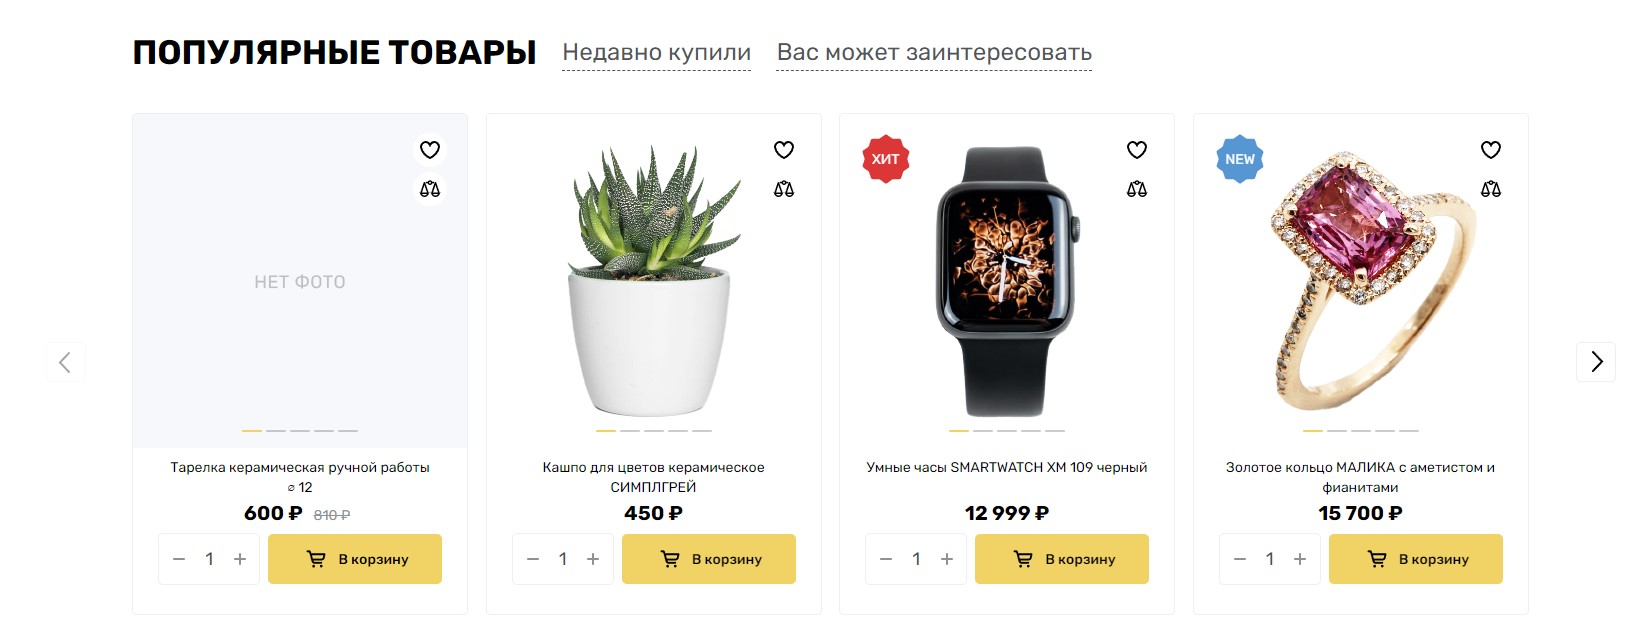 ПОПУЛЯРНЫЕ ТОВАРЫ Недавно купили Вас может заинтересовать
НЕТ ФОТО
Тарелка керамическая ручной работы
⌀ 12
600 ₽ 810 ₽
1 В корзину
Кашпо для цветов керамическое
СИМПЛГРЕЙ
450 ₽
1 В корзину
ХИТ
Умные часы SMARTWATCH XM 109 черный
12 999 ₽
1 В корзину
NEW
Золотое кольцо МАЛИКА с аметистом и
фианитами
15 700 ₽
1 В корзину